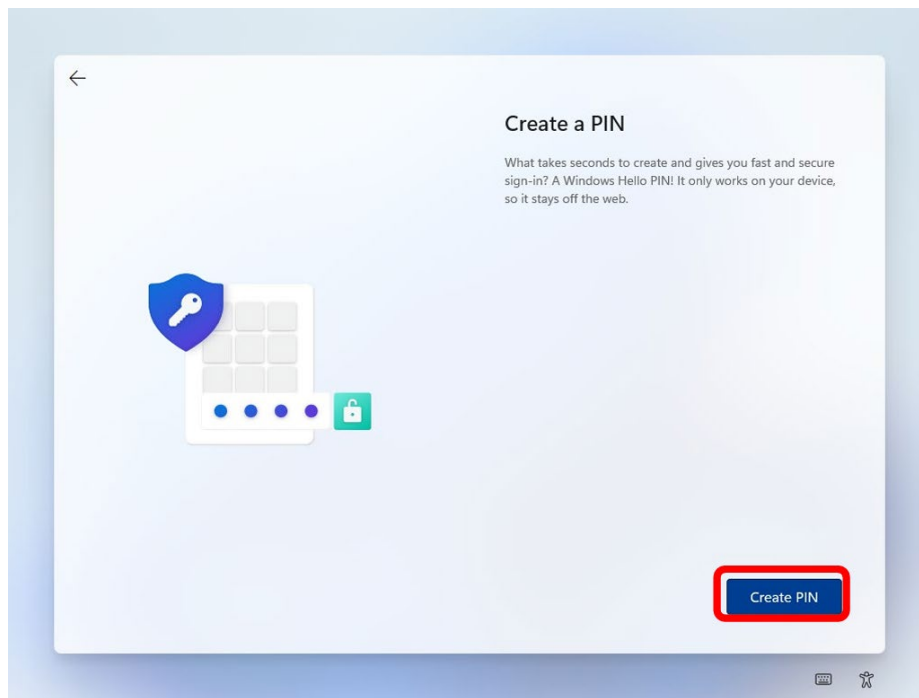 Create a PIN
What takes seconds to create and gives you fast and secure
sign-in? A Windows Hello PIN! It only works on your device,
so it stays off the web.
Create PIN